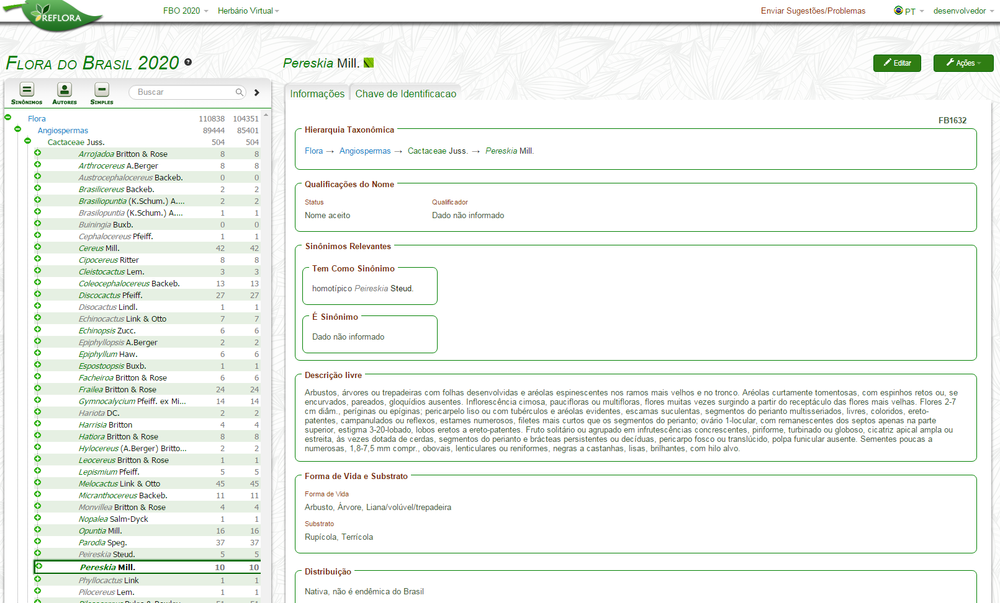 REFLORA
FBO 2020
Herbário Virtual
Enviar Sugestões/Problemas
PT
desenvolvedor
FLORA DO BRASIL 2020
SINÔNIMOS
AUTORES
SIMPLES
Buscar
Flora 110838 104351
Angiospermas 89444 85401
Cactaceae Juss. 504 504
Arrojadoa Britton & Rose 8 8
Arthrocereus A.Berger 8 8
Austrocephalocereus Backeb. 0 0
Brasilicereus Backeb. 2 2
Brasiliopuntia (K.Schum.) A.... 2 2
Brasilopuntia (K.Schum.) A.... 1 1
Buiningia Buxb. 0 0
Cephalocereus Pfeiff. 1 1
Cereus Mill. 42 42
Cipocereus Ritter 8 8
Cleistocactus Lem. 3 3
Coleocephalocereus Backeb. 13 13
Discocactus Pfeiff. 27 27
Disocactus Lindl. 1 1
Echinocactus Link & Otto 7 7
Echinopsis Zucc. 6 6
Epiphyllopsis A.Berger 2 2
Epiphyllum Haw. 6 6
Espostoopsis Buxb. 1 1
Facheiroa Britton & Rose 6 6
Frailea Britton & Rose 24 24
Gymnocalycium Pfeiff. ex Mi... 14 14
Hariota DC. 2 2
Harrisia Britton 4 4
Hatiora Britton & Rose 8 8
Hylocereus (A.Berger) Britto... 2 2
Leocereus Britton & Rose 1 1
Lepismium Pfeiff. 5 5
Melocactus Link & Otto 45 45
Micranthocereus Backeb. 11 11
Monvillea Britton & Rose 4 4
Nopalea Salm-Dyck 1 1
Opuntia Mill. 16 16
Parodia Speg. 37 37
Peireskia Steud. 5 5
Pereskia Mill. 10 10
Phyllocactus Link 1 1
Pilocereus Lem. 1 1
Pereskia Mill.
Editar
Ações
Informações
Chave de Identificacao
FB1632
Hierarquia Taxonômica
Flora → Angiospermas → Cactaceae Juss. → Pereskia Mill.
Qualificações do Nome
Status Qualificador
Nome aceito Dado não informado
Sinônimos Relevantes
Tem Como Sinônimo
homotípico Peireskia Steud.
É Sinônimo
Dado não informado
Descrição livre
Arbustos, árvores ou trepadeiras com folhas desenvolvidas e aréolas espinescentes nos ramos mais velhos e no tronco. Aréolas curtamente tomentosas, com espinhos retos ou, se
encurvados, pareados, gloquídios ausentes. Inflorescência cimosa, paucifloras ou multifloras, flores muitas vezes surgindo a partir do receptáculo das flores mais velhas. Flores 2-7
cm diâm., períginas ou epíginas; pericarpelo liso ou com tubérculos e aréolas evidentes, escamas suculentas, segmentos do perianto multisseriados, livres, coloridos, ereto-
patentes, campanulados ou reflexos, estames numerosos, filetes mais curtos que os segmentos do perianto; ovário 1-locular, com remanescentes dos septos apenas na parte
superior, estigma 3-20-lobado, lobos eretos a ereto-patentes. Fruto solitário ou agrupado em infrutescências concrescentes, piriforme, turbinado ou globoso, cicatriz apical ampla ou
estreita, às vezes dotada de cerdas, segmentos do perianto e brácteas persistentes ou decíduas, pericarpo fosco ou translúcido, polpa funicular ausente. Sementes poucas a
numerosas, 1,8-7,5 mm compr., obovais, lenticulares ou reniformes, negras a castanhas, lisas, brilhantes, com hilo alvo.
Forma de Vida e Substrato
Forma de Vida
Arbusto, Árvore, Liana/volúvel/trepadeira
Substrato
Rupícola, Terrícola
Distribuição
Nativa, não é endêmica do Brasil